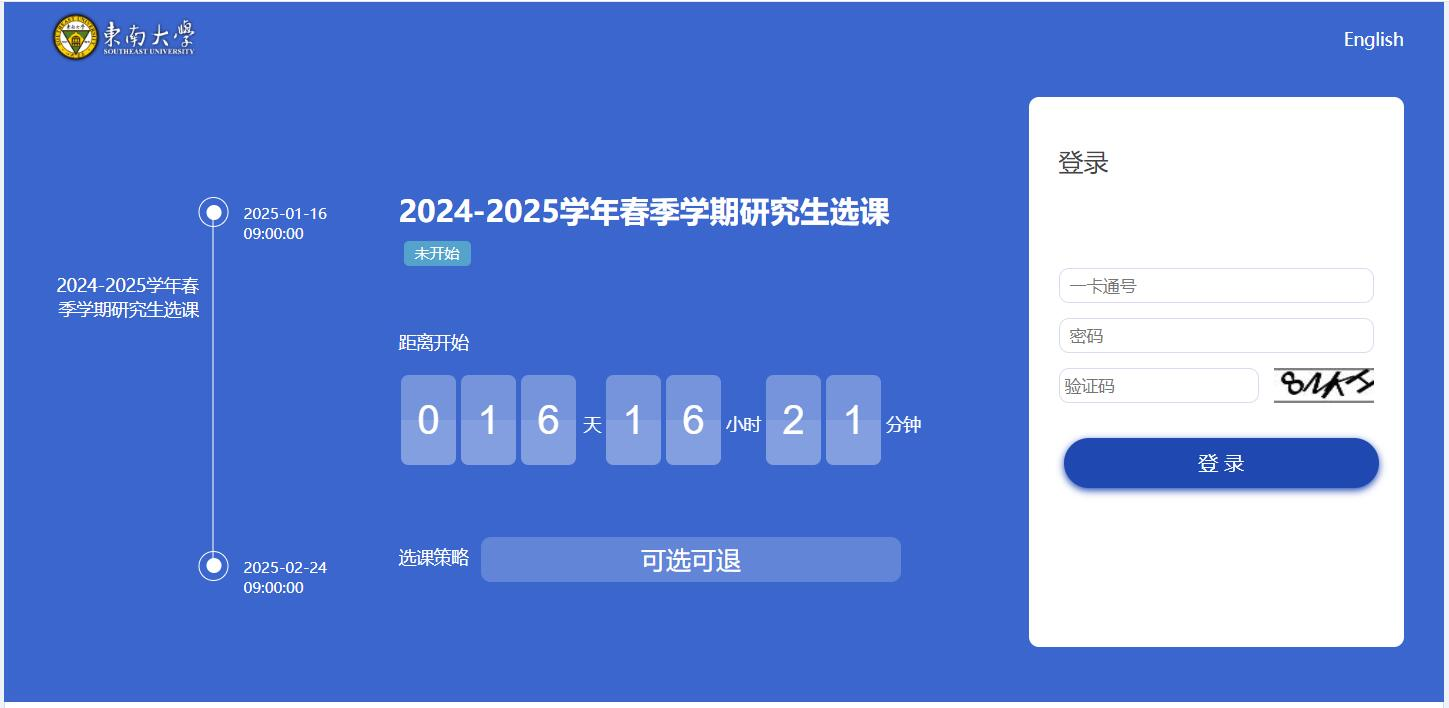 東南大學
SOUTHEAST UNIVERSITY
English
2025-01-16
09:00:00
2024-2025学年春
季学期研究生选课
2025-02-24
09:00:00
2024-2025学年春季学期研究生选课
未开始
距离开始
016天16小时21分钟
选课策略 可选可退
登录
一卡通号
密码
验证码
登 录